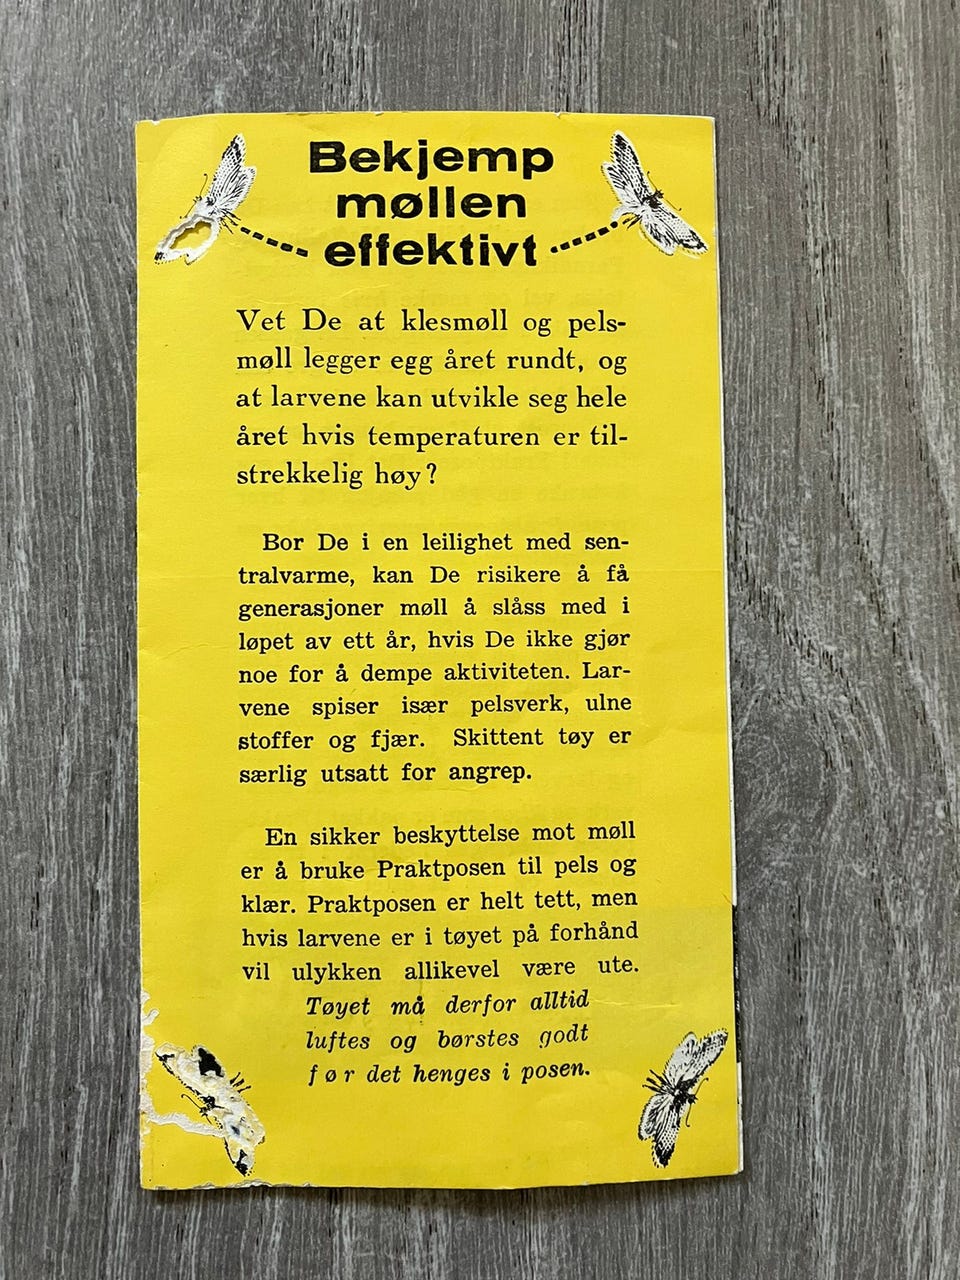 Bekjemp
møllen
effektivt
Vet De at klesmøll og pels-
møll legger egg året rundt, og
at larvene kan utvikle seg hele
året hvis temperaturen er til-
strekkelig høy?
Bor De i en leilighet med sen-
tralvarme, kan De risikere å få
generasjoner møll å slåss med i
løpet av ett år, hvis De ikke gjør
noe for å dempe aktiviteten. Lar-
vene spiser især pelsverk, ulne
stoffer og fjær. Skittent tøy er
særlig utsatt for angrep.
En sikker beskyttelse mot møll
er å bruke Praktposen til pels og
klær. Praktposen er helt tett, men
hvis larvene er i tøyet på forhånd
vil ulykken allikevel være ute.
Tøyet må derfor alltid
luftes og børstes godt
før det henges i posen.